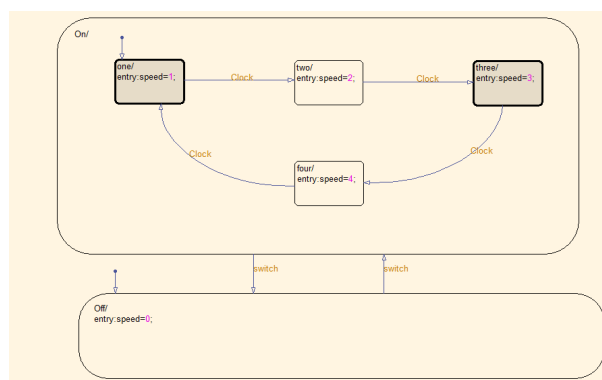 On/
one/
entry:speed=1;
Clock
two/
entry:speed=2;
Clock
three/
entry:speed=3;
Clock
Clock
four/
entry:speed=4;
switch
switch
Off/
entry:speed=0;